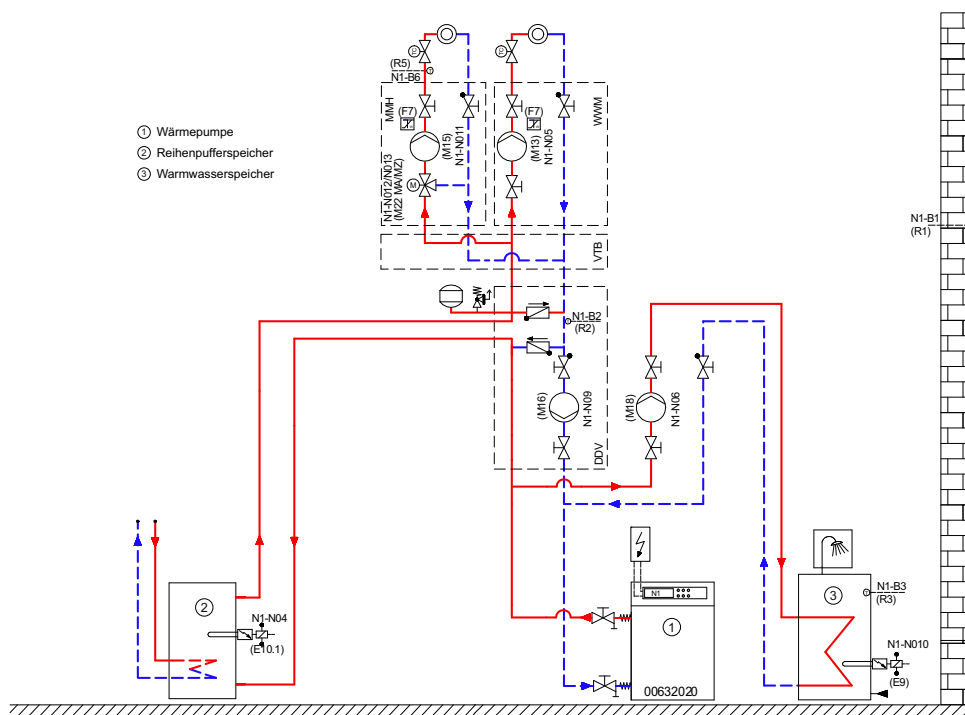 (R5)
N1-B6
MMH
(F7)
(M15)
N1-N011
N1-N012/N013
(M22 MA/MZ)
M
(F7)
(M13)
N1-N05
WWM
VTB
1 Wärmepumpe
2 Reihenpufferspeicher
3 Warmwasserspeicher
N1-B1
(R1)
N1-B2
(R2)
(M16)
N1-N09
DDV
(M18)
N1-N06
2
N1-N04
(E10.1)
N1
1
00632020
3
N1-B3
(R3)
N1-N010
(E9)